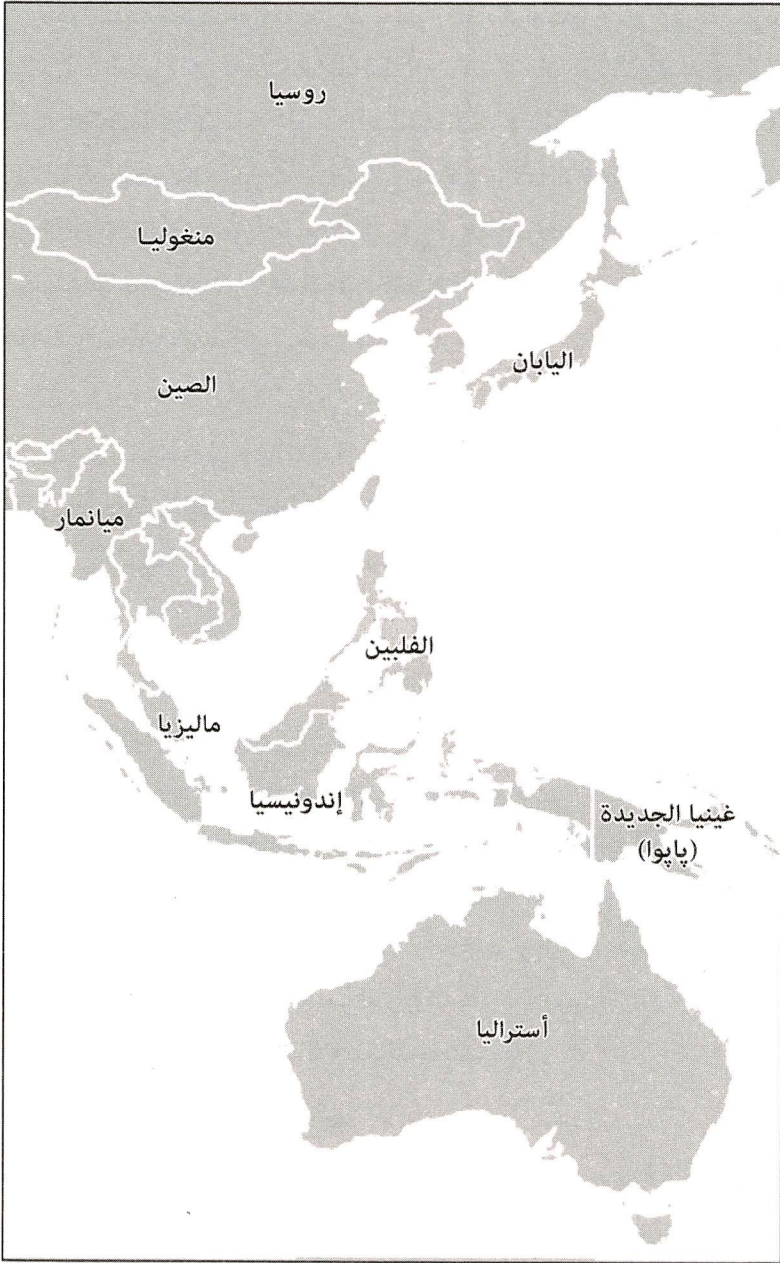 روسيا
منغوليا
اليابان
الصين
ميانمار
الفلبين
ماليزيا
إندونيسيا
غينيا الجديدة
(پاپوا)
أستراليا